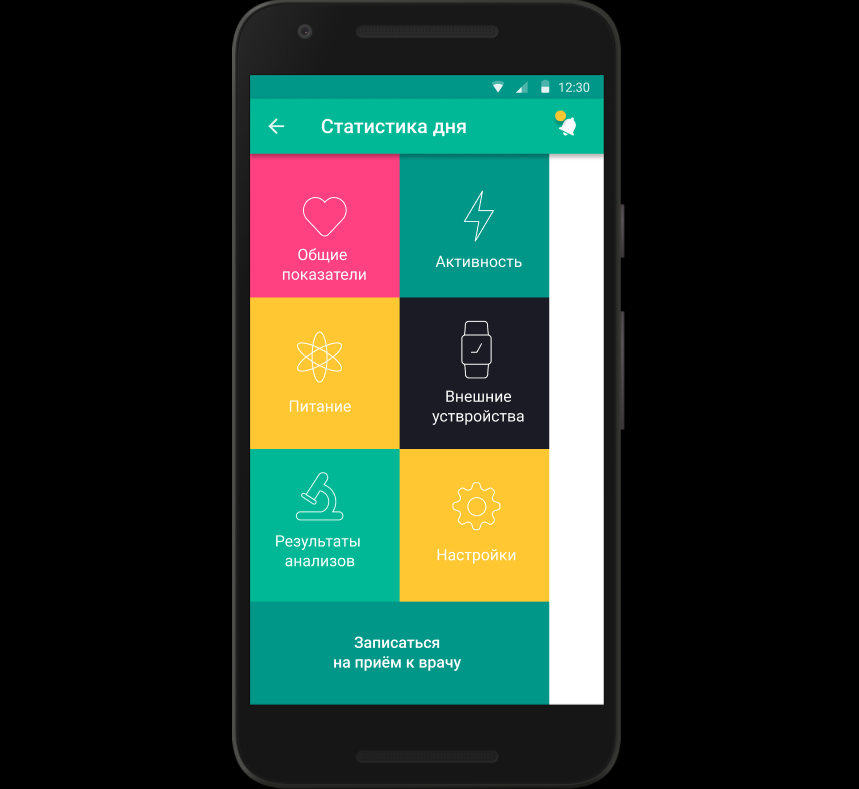 12:30
Статистика дня
Общие
показатели
Активность
Питание
Внешние
уствройства
Результаты
анализов
Настройки
Записаться
на приём к врачу